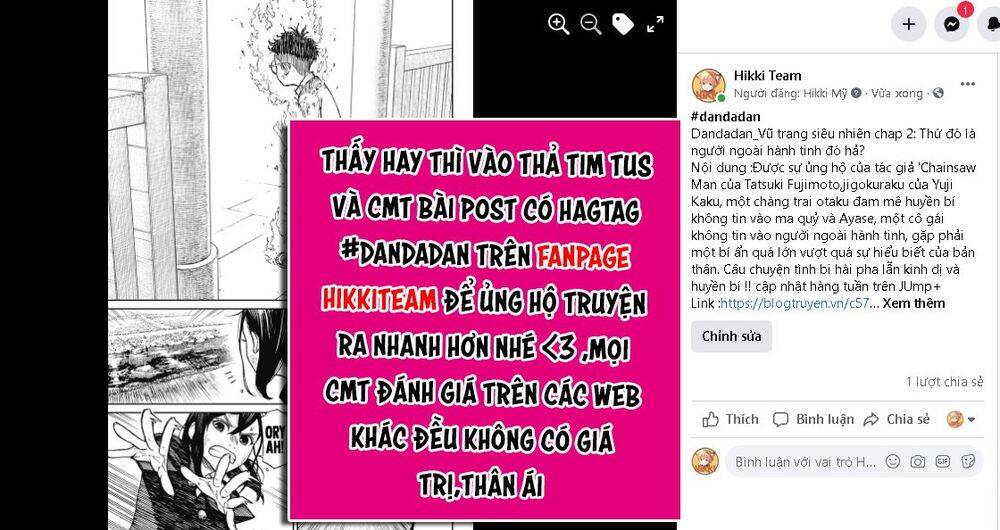 THẤY HAY THÌ VÀO THẢ TIM TUS
VÀ CMT BÀI POST CÓ HAGTAG
#DANDADAN TRÊN FANPAGE
HIKKITEAM ĐỂ ỦNG HỘ TRUYỆN
RA NHANH HƠN NHÉ <3 ,MỌI
CMT ĐÁNH GIÁ TRÊN CÁC WEB
KHÁC ĐỀU KHÔNG CÓ GIÁ
TRỊ,THÂN ÁI
ORY
AH!
1
Hikki Team
Người đăng: Hikki Mỹ · Vừa xong ·
#dandadan
Dandadan_Vũ trang siêu nhiên chap 2: Thứ đó là
người ngoài hành tinh đó hả?
Nội dung :Được sự ủng hộ của tác giả 'Chainsaw
Man của Tatsuki Fujimoto,jigokuraku của Yuji
Kaku, một chàng trai otaku đam mê huyền bí
không tin vào ma quỷ và Ayase, một cô gái
không tin vào người ngoài hành tinh, gặp phải
một bí ẩn quá lớn vượt quá sự hiểu biết của bản
thân. Câu chuyện tình bi hài pha lẫn kinh dị và
huyền bí !! cập nhật hàng tuần trên JUmp+
Link :https://blogtruyen.vn/c57... Xem thêm
Chỉnh sửa
1 lượt chia sẻ
Thích Bình luận Chia sẻ
Bình luận với vai trò H... GIF